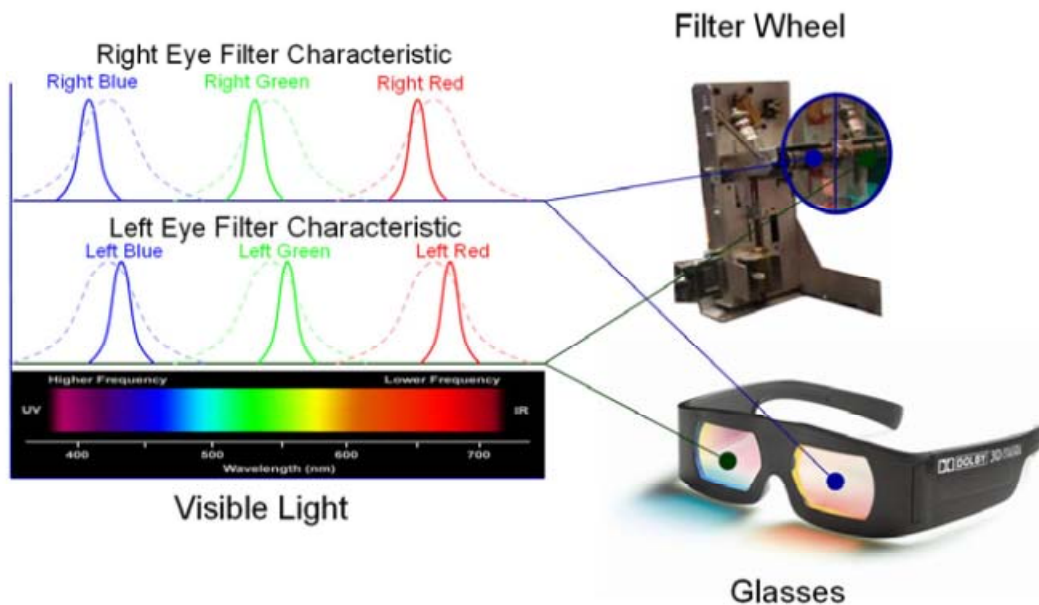 Filter Wheel
Right Eye Filter Characteristic
Right Blue
Right Green
Right Red
Left Eye Filter Characteristic
Left Blue
Left Green
Left Red
Higher Frequency
Lower Frequency
UV
IR
400
500
600
700
Wavelength (nm)
Visible Light
DOLBY 3D
Glasses